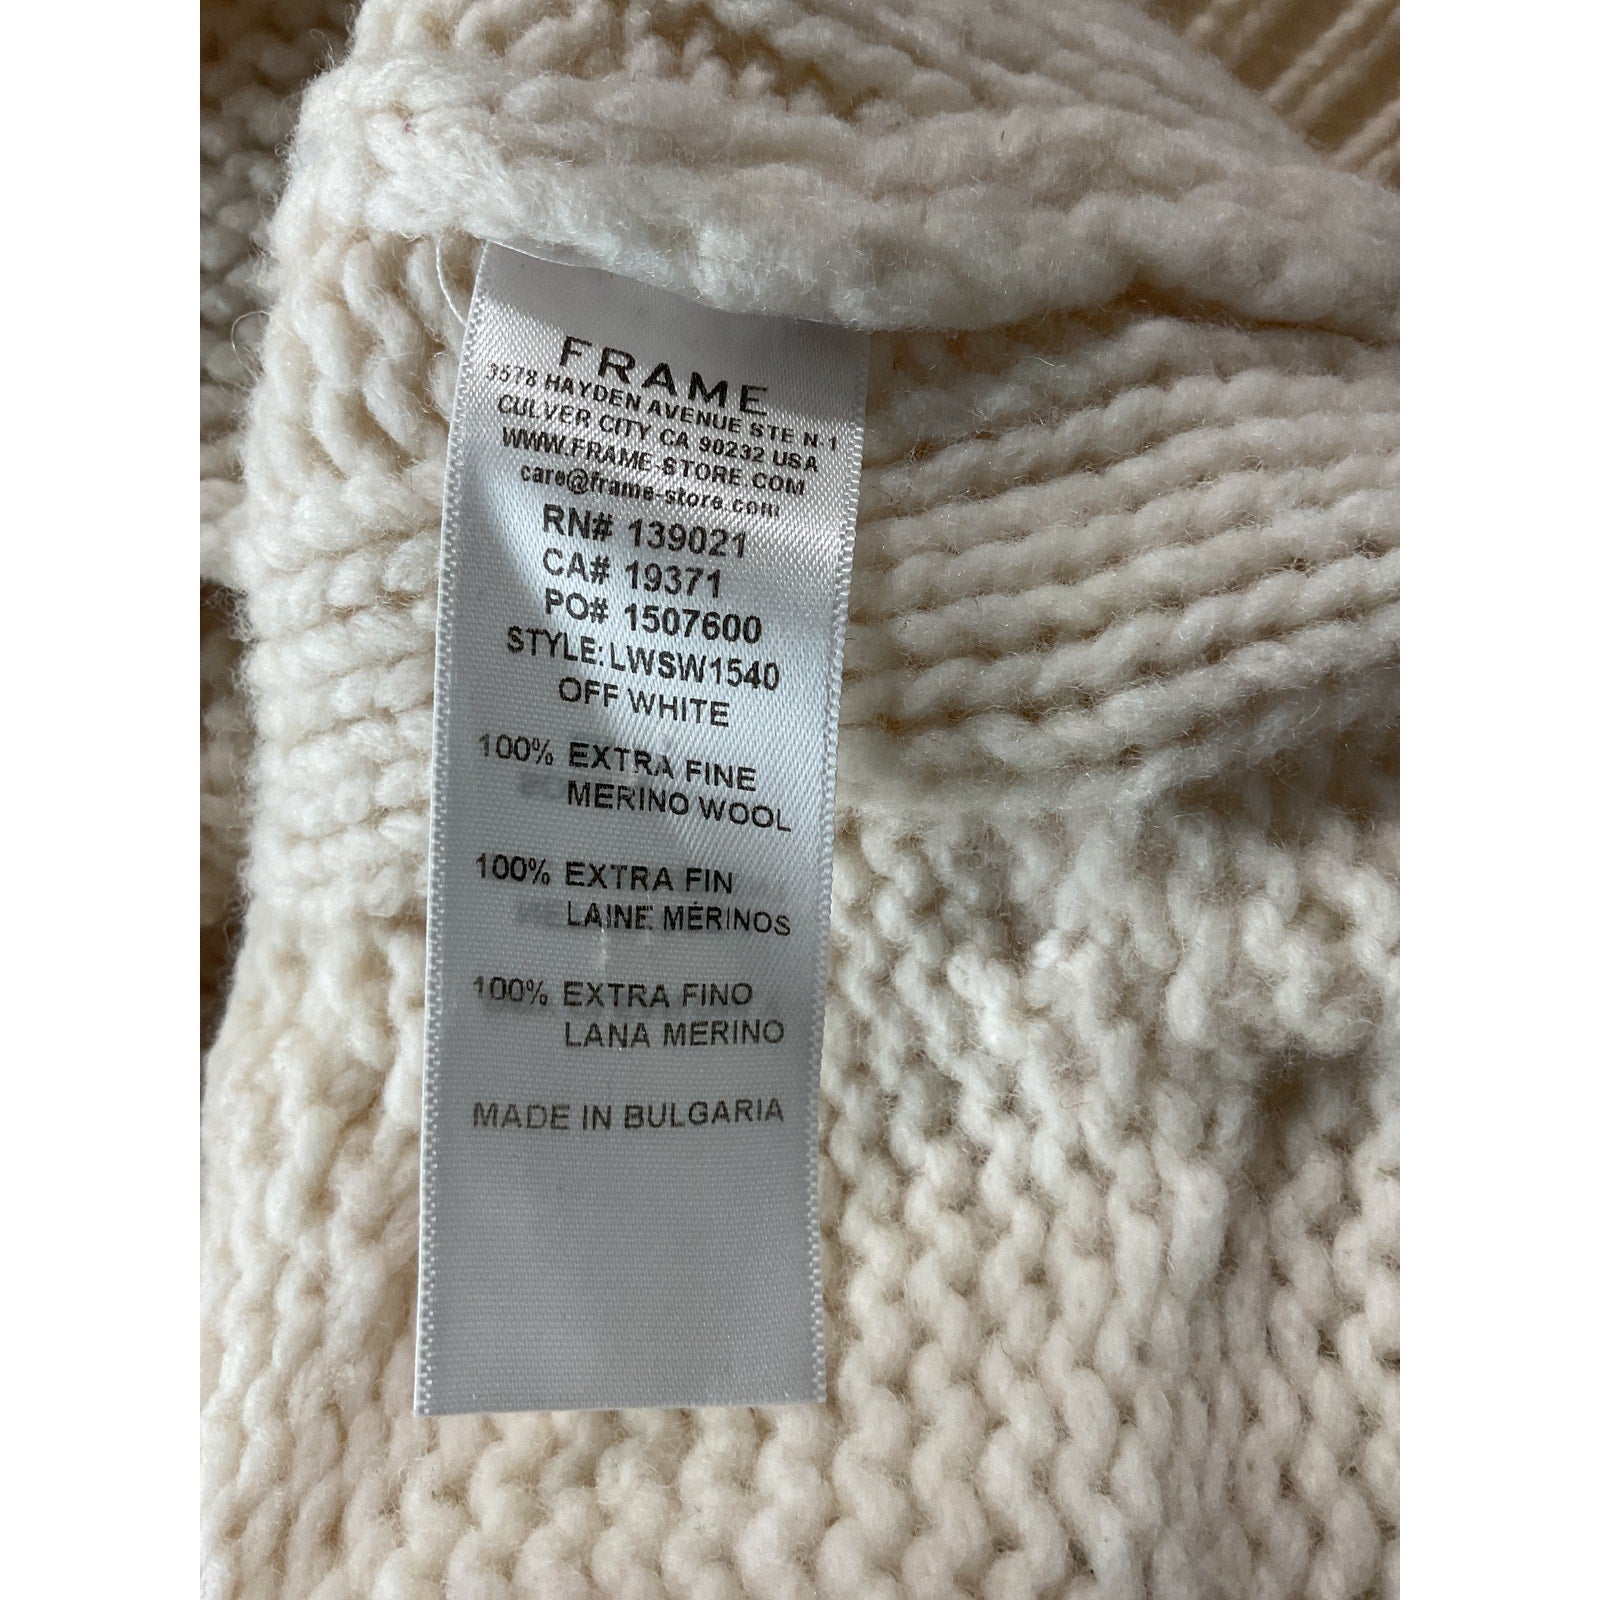 FRAME
3578 HAYDEN AVENUE STE N 1
CULVER CITY CA 90232 USA
WWW.FRAME-STORE.COM
care@frame-store.com
RN# 139021
CA# 19371
PO# 1507600
STYLE:LWSW1540
OFF WHITE
100% EXTRA FINE
MERINO WOOL
100% EXTRA FIN
LAINE MÉRINOS
100% EXTRA FINO
LANA MERINO
MADE IN BULGARIA